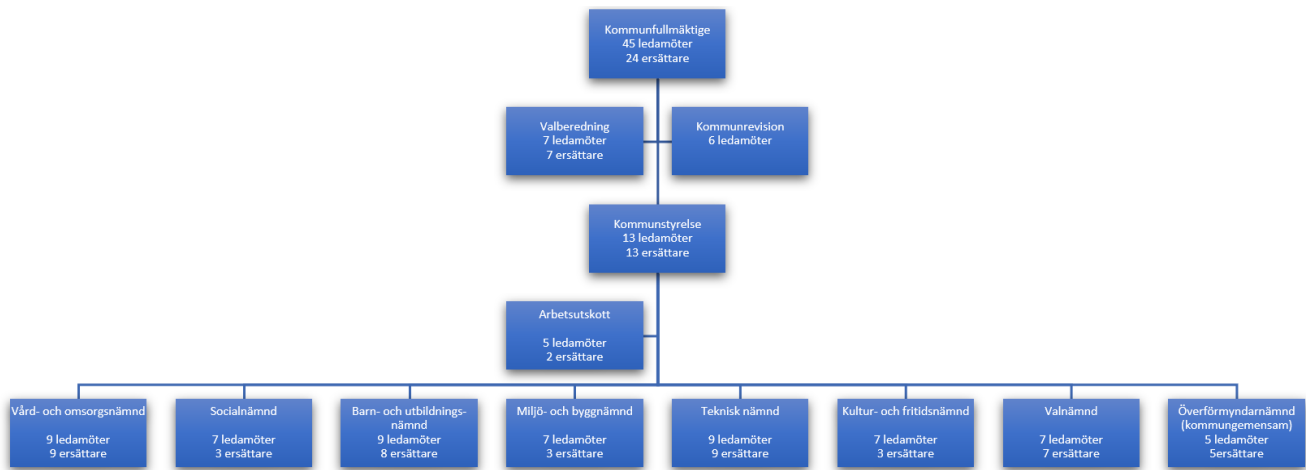 Kommunfullmäktige
45 ledamöter
24 ersättare
Valberedning
7 ledamöter
7 ersättare
Kommunrevision
6 ledamöter
Kommunstyrelse
13 ledamöter
13 ersättare
Arbetsutskott
5 ledamöter
2 ersättare
Vård- och omsorgsnämnd
9 ledamöter
9 ersättare
Socialnämnd
7 ledamöter
3 ersättare
Barn- och utbildnings-
nämnd
9 ledamöter
8 ersättare
Miljö- och byggnämnd
7 ledamöter
3 ersättare
Teknisk nämnd
9 ledamöter
9 ersättare
Kultur- och fritidsnämnd
7 ledamöter
3 ersättare
Valnämnd
7 ledamöter
7 ersättare
Överförmyndarnämnd
(kommungemensam)
5 ledamöter
5ersättare